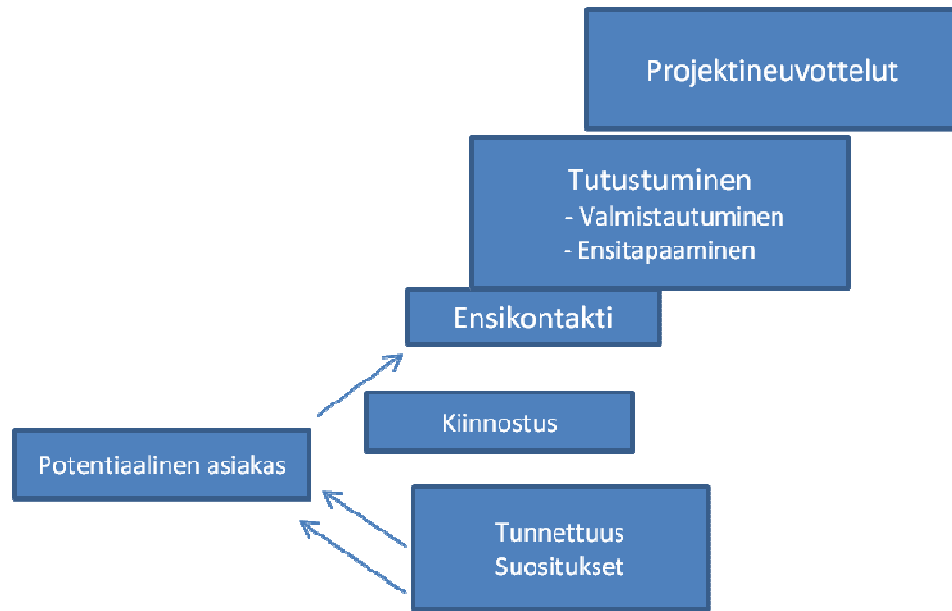 Projektineuvottelut
Tutustuminen
- Valmistautuminen
- Ensitapaaminen
Ensikontakti
Kiinnostus
Potentiaalinen asiakas
Tunnettuus
Suositukset